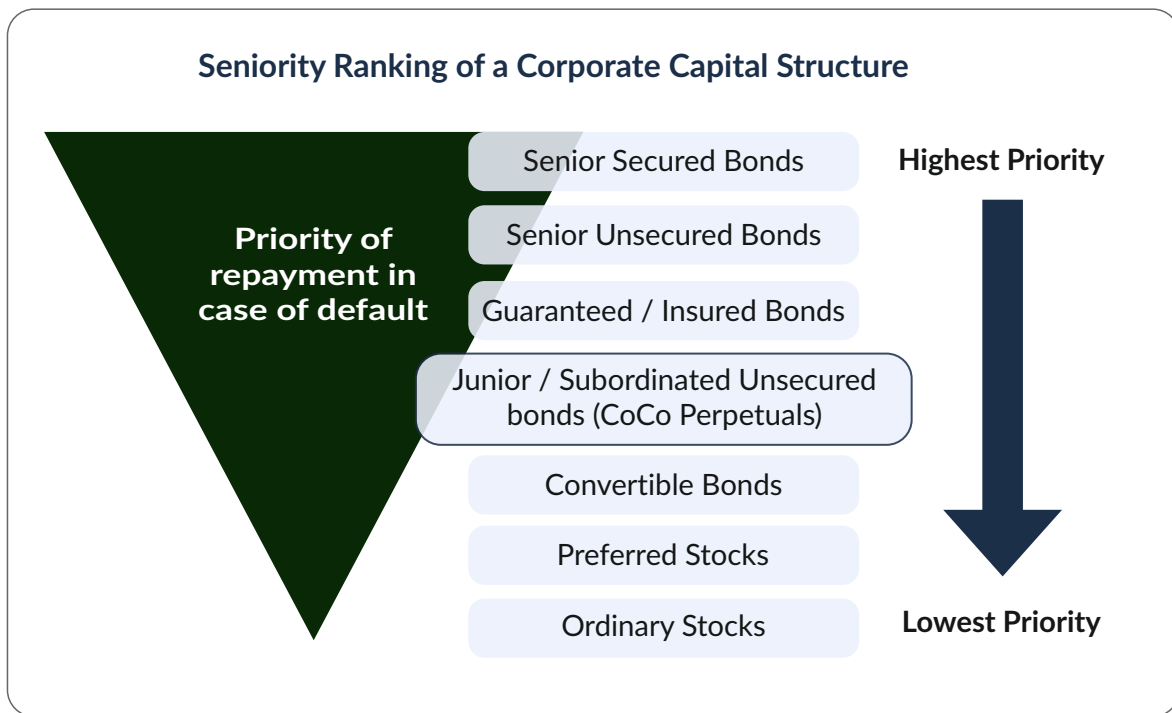 Seniority Ranking of a Corporate Capital Structure
Priority of
repayment in
case of default
Senior Secured Bonds
Senior Unsecured Bonds
Guaranteed / Insured Bonds
Junior / Subordinated Unsecured
bonds (CoCo Perpetuals)
Convertible Bonds
Preferred Stocks
Ordinary Stocks
Highest Priority
Lowest Priority